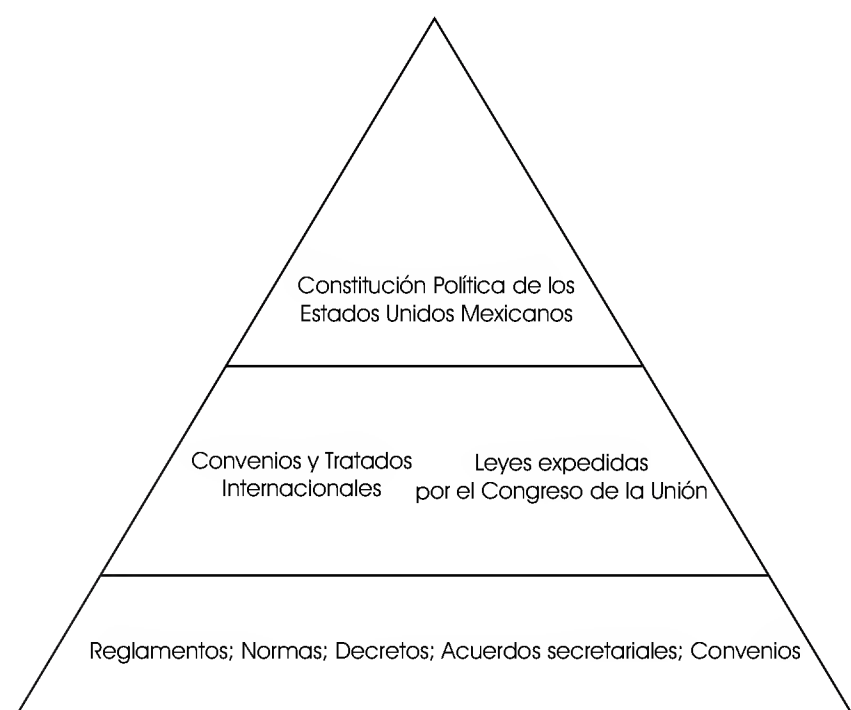 Constitución Política de los
Estados Unidos Mexicanos
Convenios y Tratados
Internacionales
Leyes expedidas
por el Congreso de la Unión
Reglamentos; Normas; Decretos; Acuerdos secretariales; Convenios